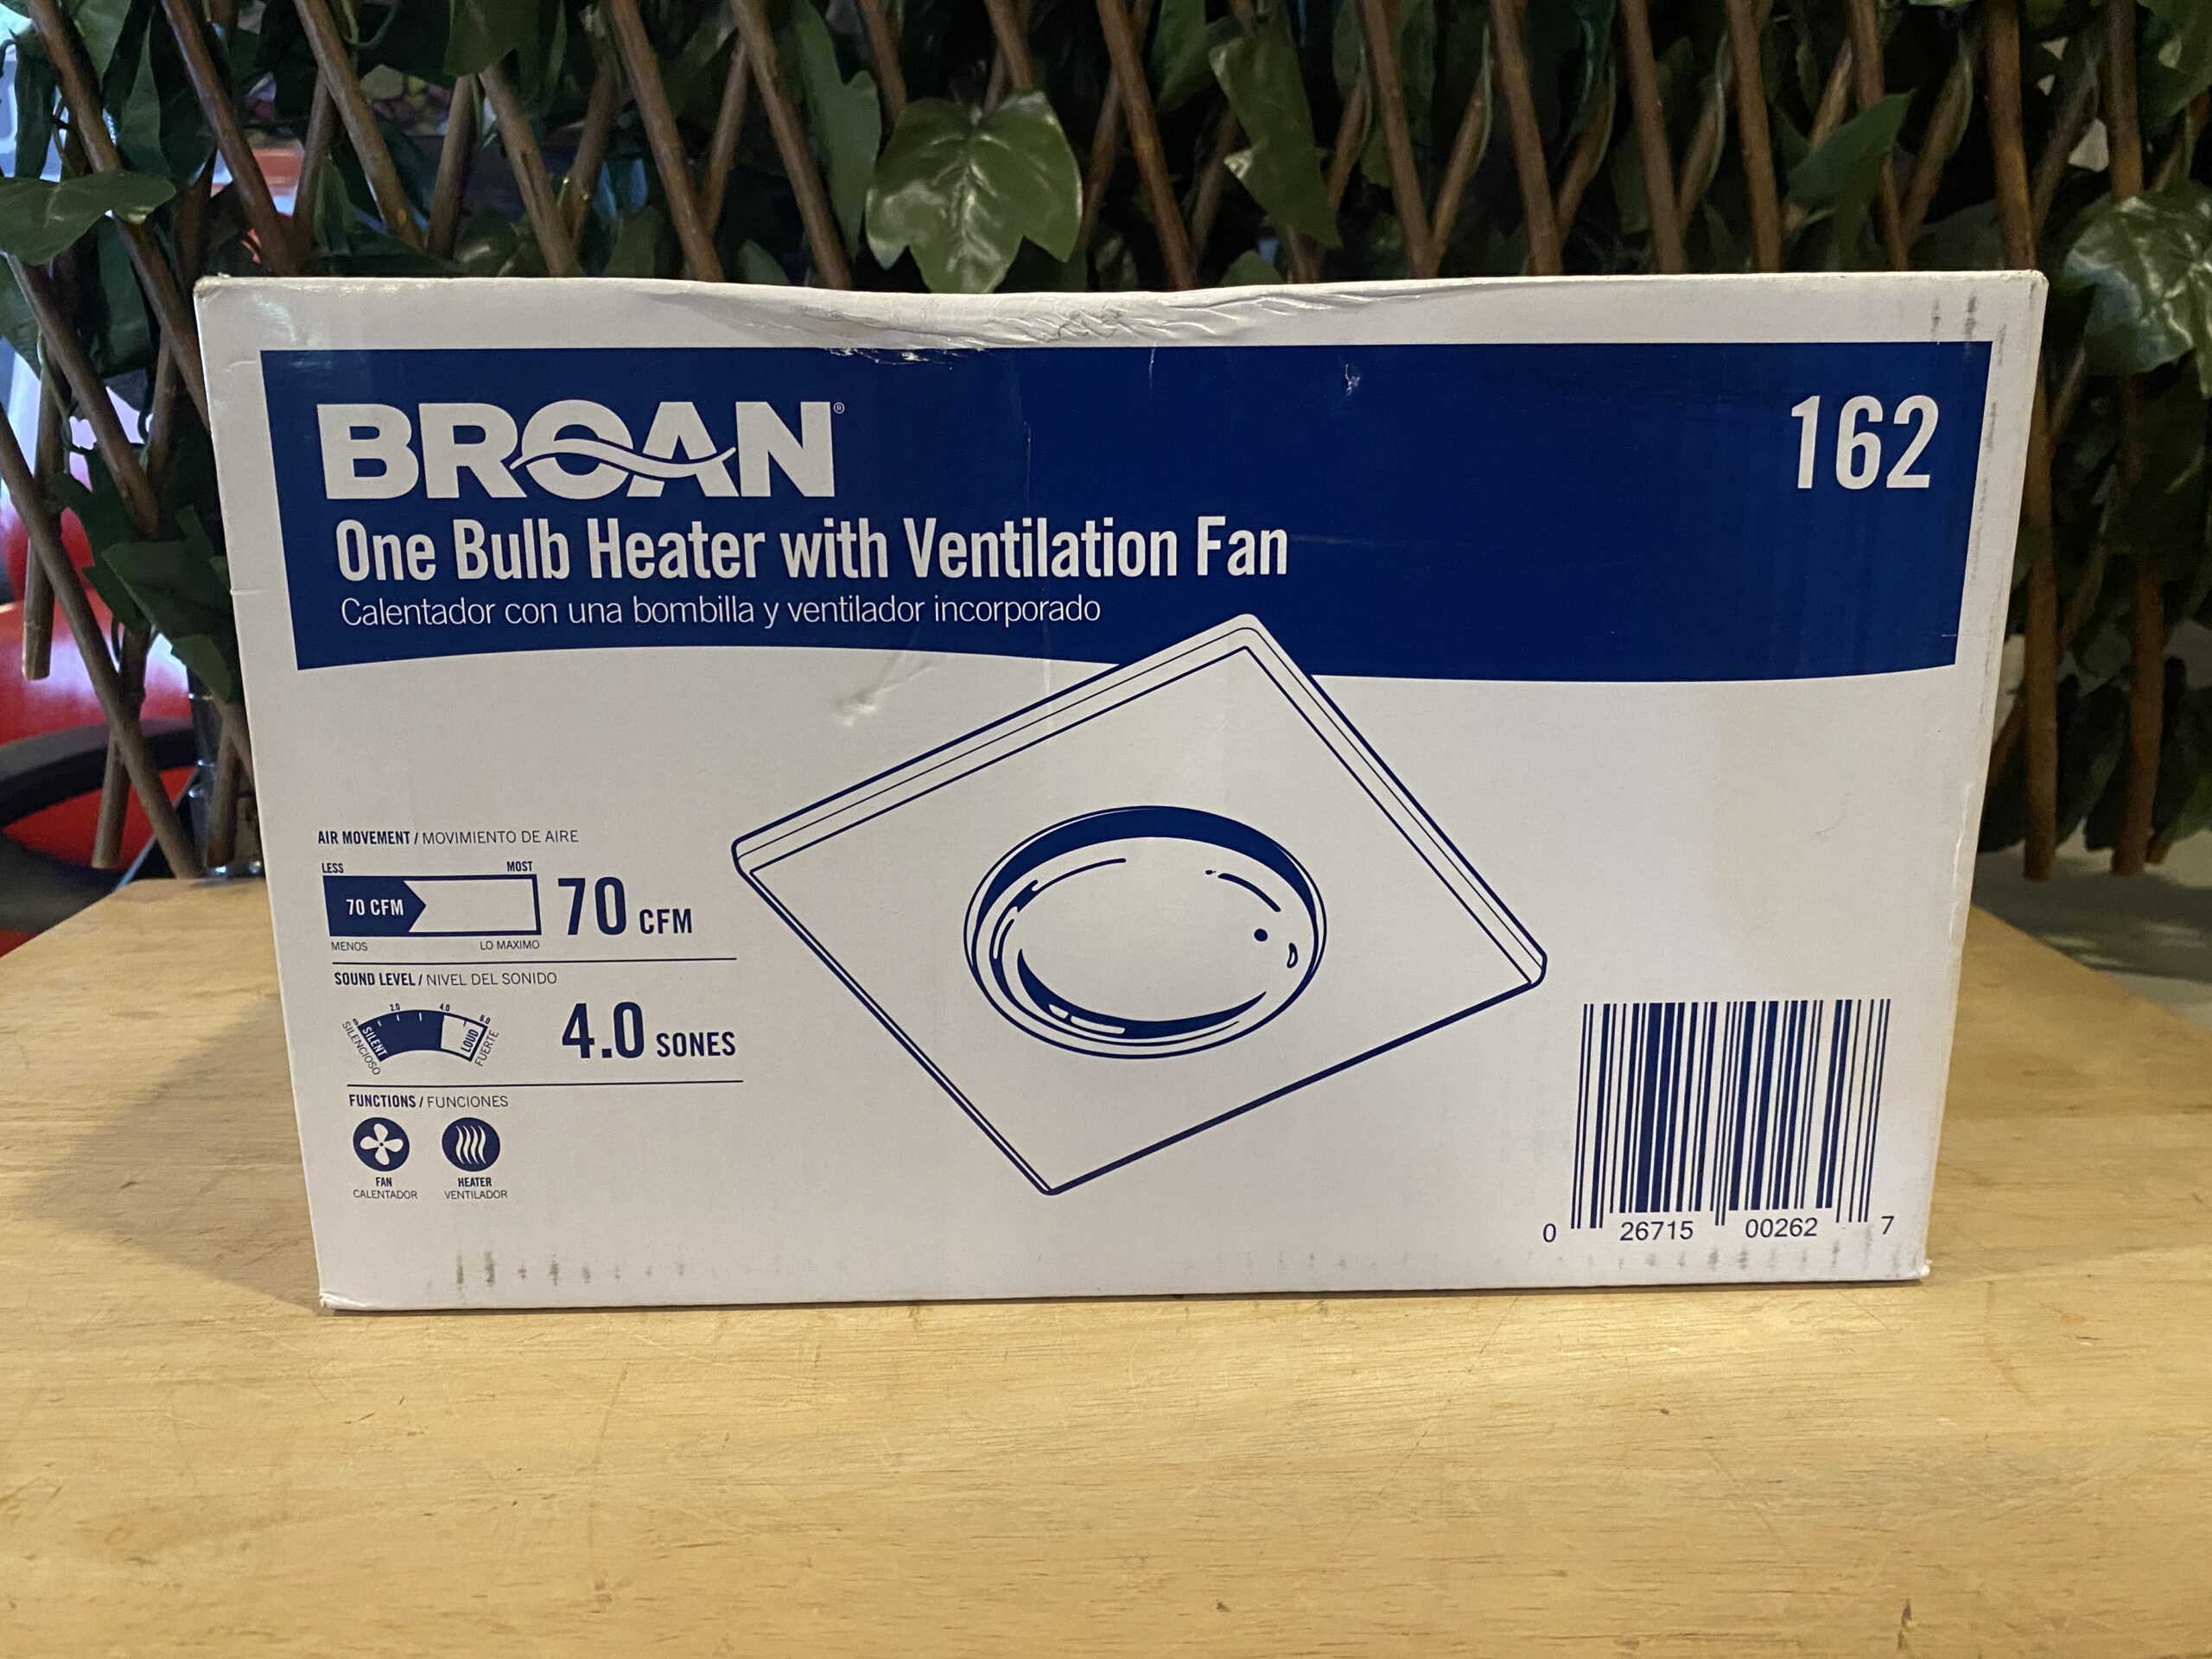 BROAN®
162
One Bulb Heater with Ventilation Fan
Calentador con una bombilla y ventilador incorporado
AIR MOVEMENT / MOVIMIENTO DE AIRE
LESS MOST
70 CFM
70 CFM
MENOS LO MAXIMO
SOUND LEVEL / NIVEL DEL SONIDO
0 2.0 4.0 6.0
SILENT LOUD
SILENCIOSO FUERTE
4.0 SONES
FUNCTIONS / FUNCIONES
FAN HEATER
CALENTADOR VENTILADOR
0 26715 00262 7